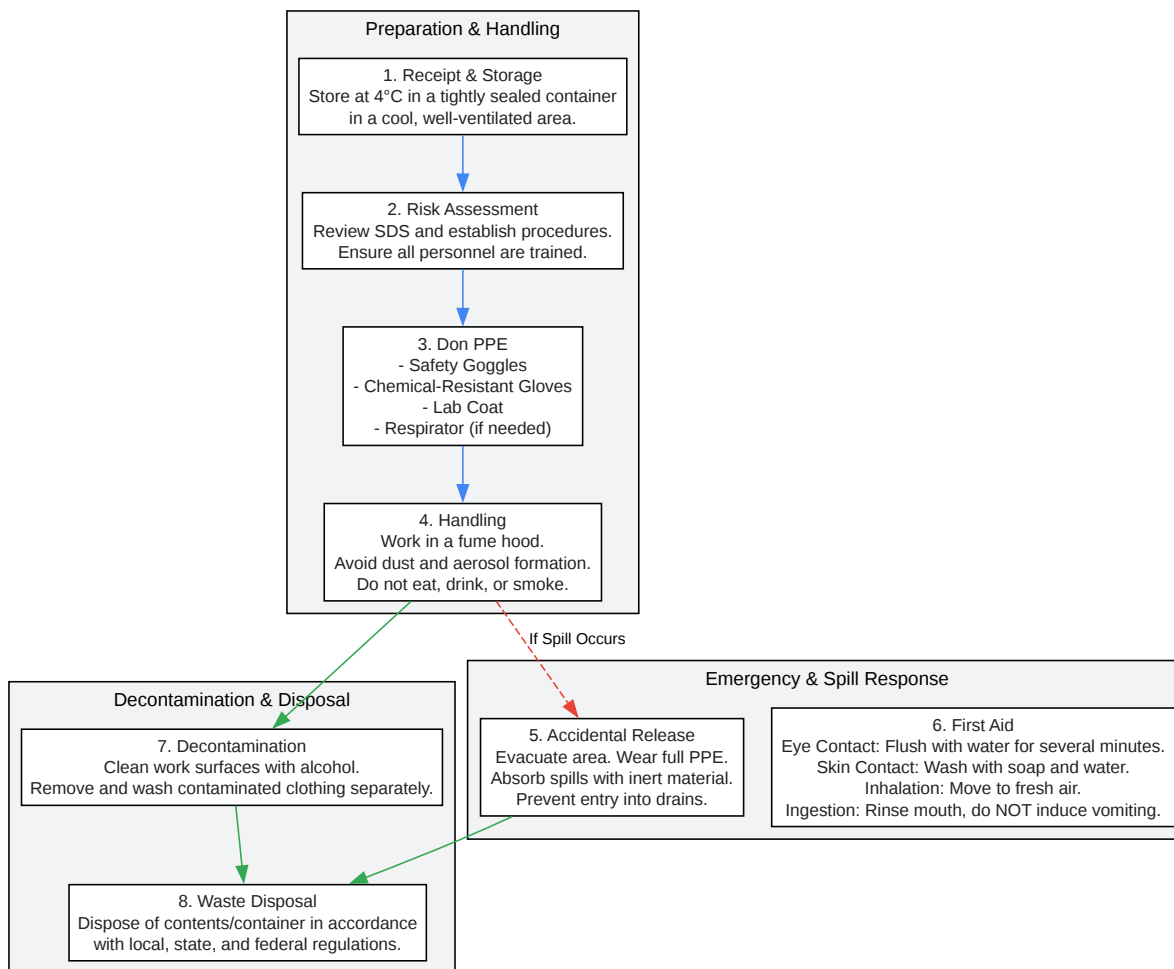 Preparation & Handling
1. Receipt & Storage
Store at 4°C in a tightly sealed container
in a cool, well-ventilated area.
2. Risk Assessment
Review SDS and establish procedures.
Ensure all personnel are trained.
3. Don PPE
- Safety Goggles
- Chemical-Resistant Gloves
- Lab Coat
- Respirator (if needed)
4. Handling
Work in a fume hood.
Avoid dust and aerosol formation.
Do not eat, drink, or smoke.
If Spill Occurs
Emergency & Spill Response
5. Accidental Release
Evacuate area. Wear full PPE.
Absorb spills with inert material.
Prevent entry into drains.
6. First Aid
Eye Contact: Flush with water for several minutes.
Skin Contact: Wash with soap and water.
Inhalation: Move to fresh air.
Ingestion: Rinse mouth, do NOT induce vomiting.
Decontamination & Disposal
7. Decontamination
Clean work surfaces with alcohol.
Remove and wash contaminated clothing separately.
8. Waste Disposal
Dispose of contents/container in accordance
with local, state, and federal regulations.